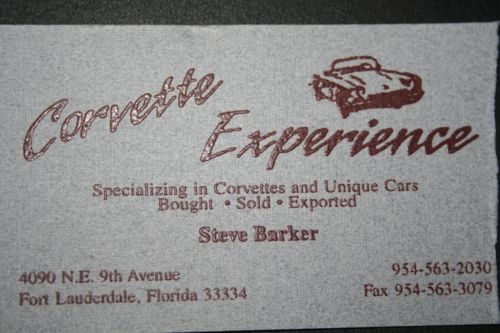 Corvette
Experience
Specializing in Corvettes and Unique Cars
Bought • Sold • Exported
Steve Barker
4090 N.E. 9th Avenue
Fort Lauderdale, Florida 33334
954-563-2030
Fax 954-563-3079